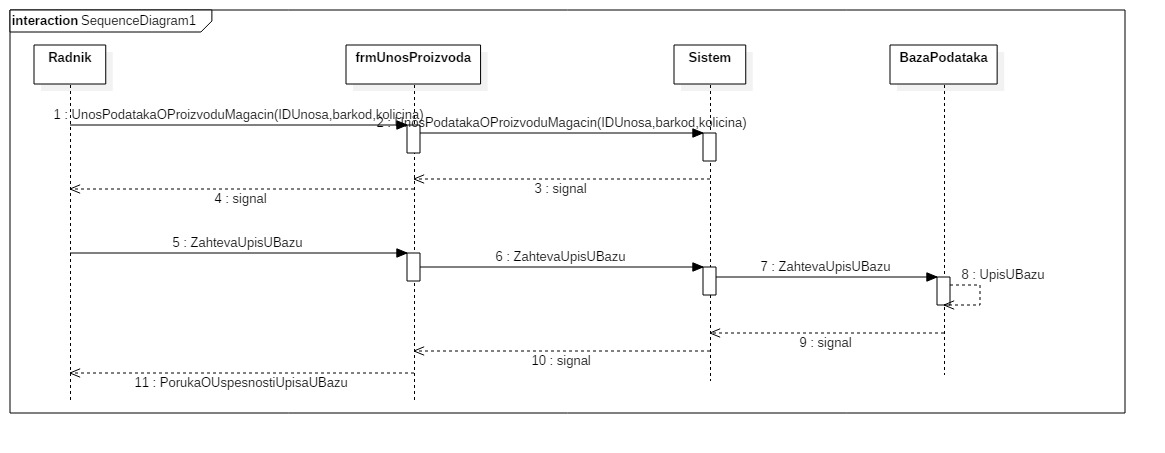 interaction SequenceDiagram1
Radnik
frmUnosProizvoda
Sistem
BazaPodataka
1 : UnosPodatakaOProizvoduMagacin(IDUnosa,barkod,kolicina)
2 : UnosPodatakaOProizvoduMagacin(IDUnosa,barkod,kolicina)
3 : signal
4 : signal
5 : ZahtevaUpisUBazu
6 : ZahtevaUpisUBazu
7 : ZahtevaUpisUBazu
8 : UpisUBazu
9 : signal
10 : signal
11 : PorukaOUspesnostiUpisaUBazu